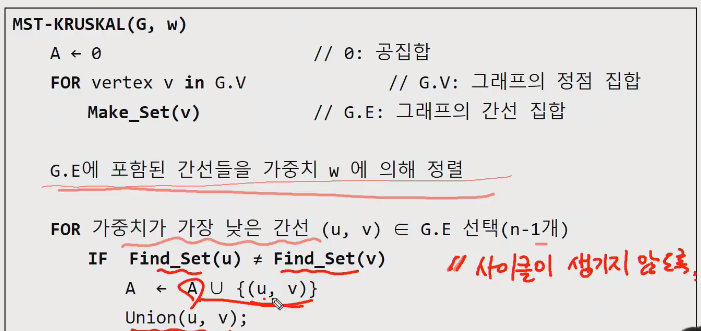 MST-KRUSKAL(G, w)
A ← 0 // 0: 공집합
FOR vertex v in G.V // G.V: 그래프의 정점 집합
Make_Set(v) // G.E: 그래프의 간선 집합
G.E에 포함된 간선들을 가중치 w 에 의해 정렬
FOR 가중치가 가장 낮은 간선 (u, v) ∈ G.E 선택(n-1개)
IF Find_Set(u) ≠ Find_Set(v) // 사이클이 생기지 않도록,
A ← A ∪ {(u, v)}
Union(u, v);